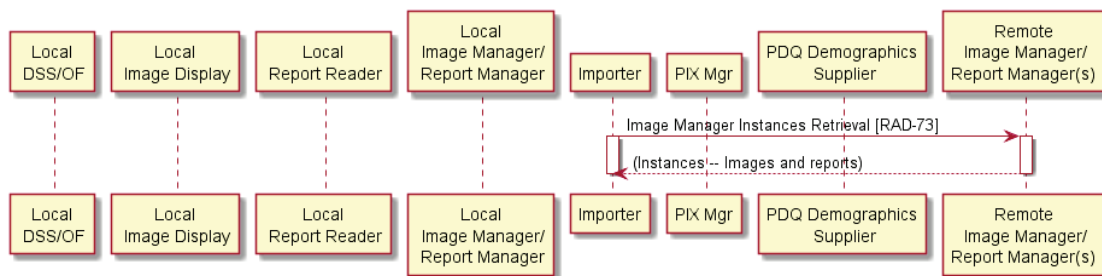 Local
DSS/OF
Local
Image Display
Local
Report Reader
Local
Image Manager/
Report Manager
Importer
PIX Mgr
PDQ Demographics
Supplier
Remote
Image Manager/
Report Manager(s)
Image Manager Instances Retrieval [RAD-73]
(Instances -- Images and reports)
Local
DSS/OF
Local
Image Display
Local
Report Reader
Local
Image Manager/
Report Manager
Importer
PIX Mgr
PDQ Demographics
Supplier
Remote
Image Manager/
Report Manager(s)